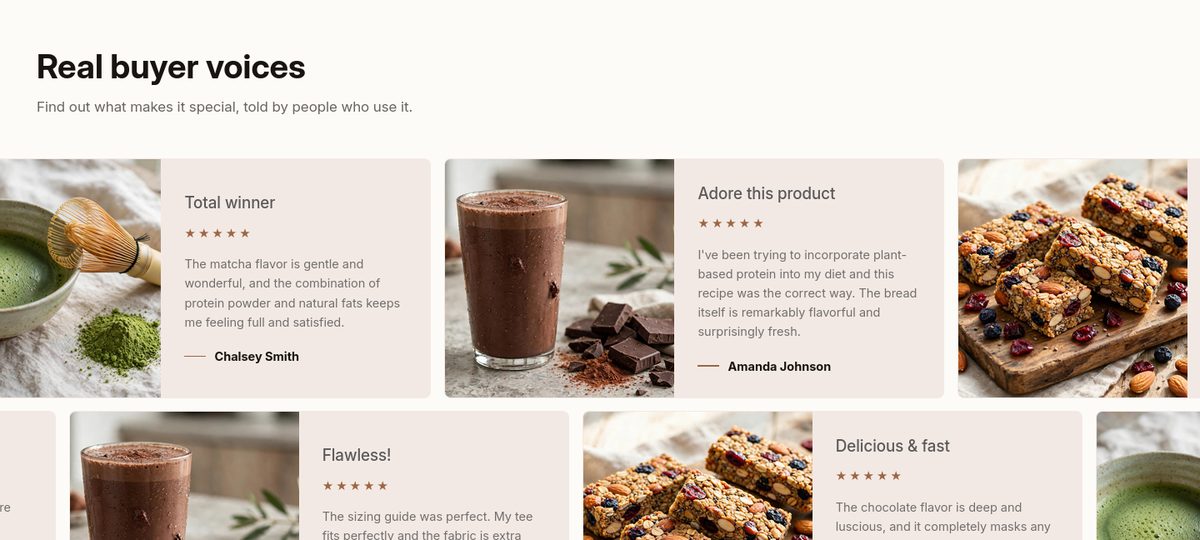 Real buyer voices
Find out what makes it special, told by people who use it.
Total winner
★★★★★
The matcha flavor is gentle and
wonderful, and the combination of
protein powder and natural fats keeps
me feeling full and satisfied.
Chalsey Smith
Adore this product
★★★★★
I've been trying to incorporate plant-
based protein into my diet and this
recipe was the correct way. The bread
itself is remarkably flavorful and
surprisingly fresh.
Amanda Johnson
re
Flawless!
★★★★★
The sizing guide was perfect. My tee
fits perfectly and the fabric is extra
Delicious & fast
★★★★★
The chocolate flavor is deep and
luscious, and it completely masks any